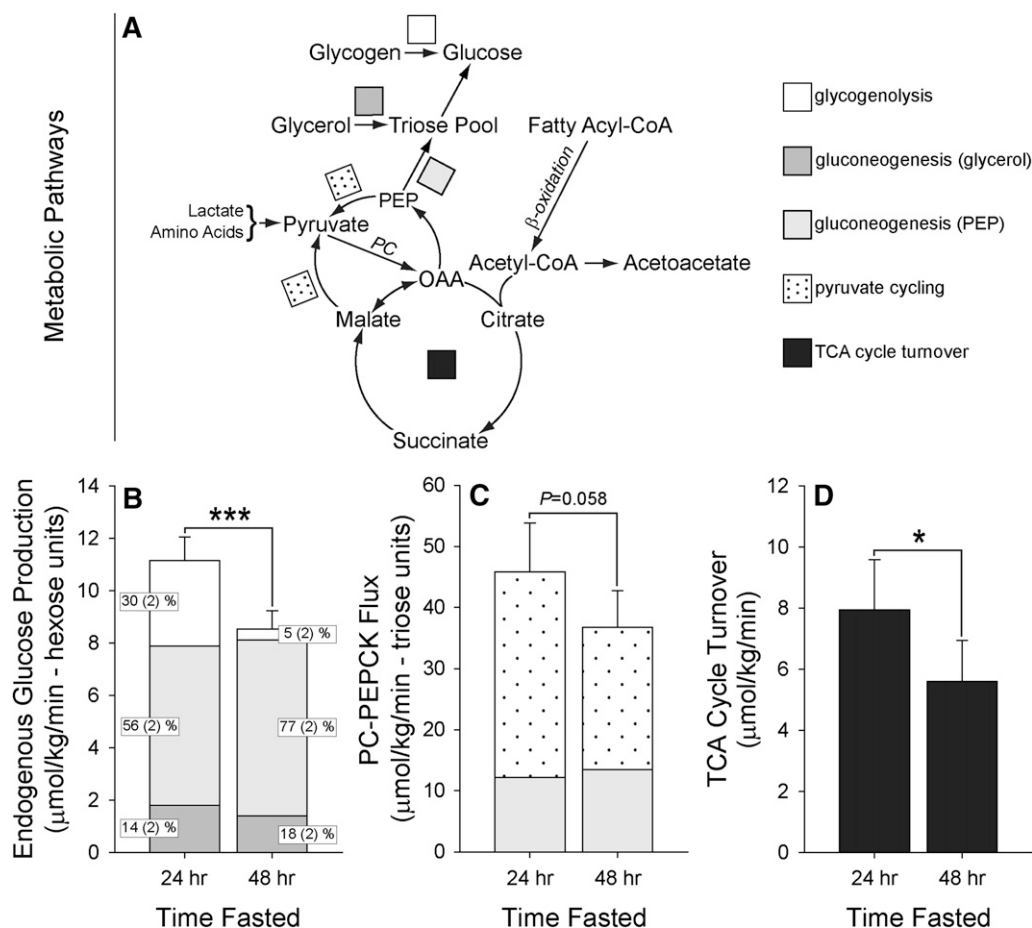 Metabolic Pathways
A
Glycogen
Glucose
Glycerol
Triose Pool
Fatty Acyl-CoA
β-oxidation
PEP
Lactate
Amino Acids
Pyruvate
PC
OAA
Acetyl-CoA
Acetoacetate
Malate
Citrate
Succinate
glycogenolysis
gluconeogenesis (glycerol)
gluconeogenesis (PEP)
pyruvate cycling
TCA cycle turnover
B
Endogenous Glucose Production
(μmol/kg/min - hexose units)
14
12
10
8
6
4
2
0
***
30 (2) %
5 (2) %
56 (2) %
77 (2) %
14 (2) %
18 (2) %
24 hr
48 hr
Time Fasted
C
PC-PEPCK Flux
(μmol/kg/min - triose units)
60
50
40
30
20
10
0
P=0.058
24 hr
48 hr
Time Fasted
D
TCA Cycle Turnover
(μmol/kg/min)
12
10
8
6
4
2
0
*
24 hr
48 hr
Time Fasted